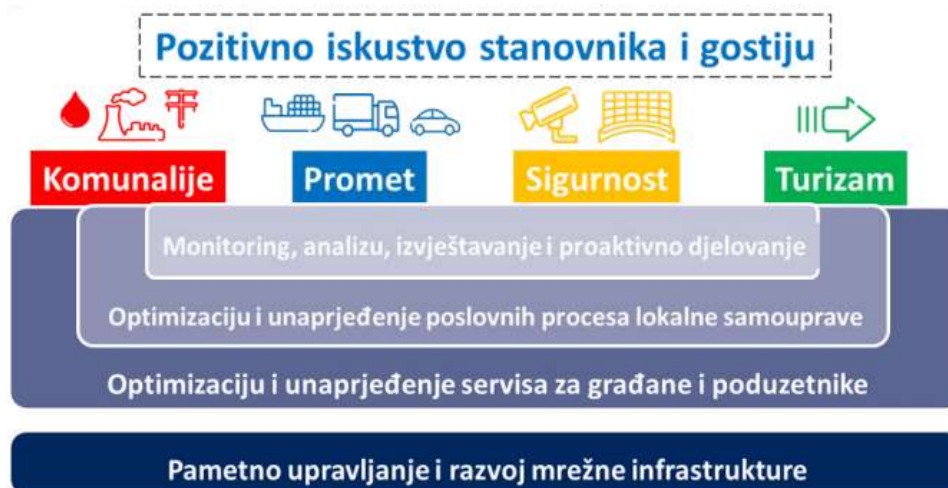 Pozitivno iskustvo stanovnika i gostiju
Komunalije
Promet
Sigurnost
Turizam
Monitoring, analizu, izvještavanje i proaktivno djelovanje
Optimizaciju i unaprjeđenje poslovnih procesa lokalne samouprave
Optimizaciju i unaprjeđenje servisa za građane i poduzetnike
Pametno upravljanje i razvoj mrežne infrastrukture